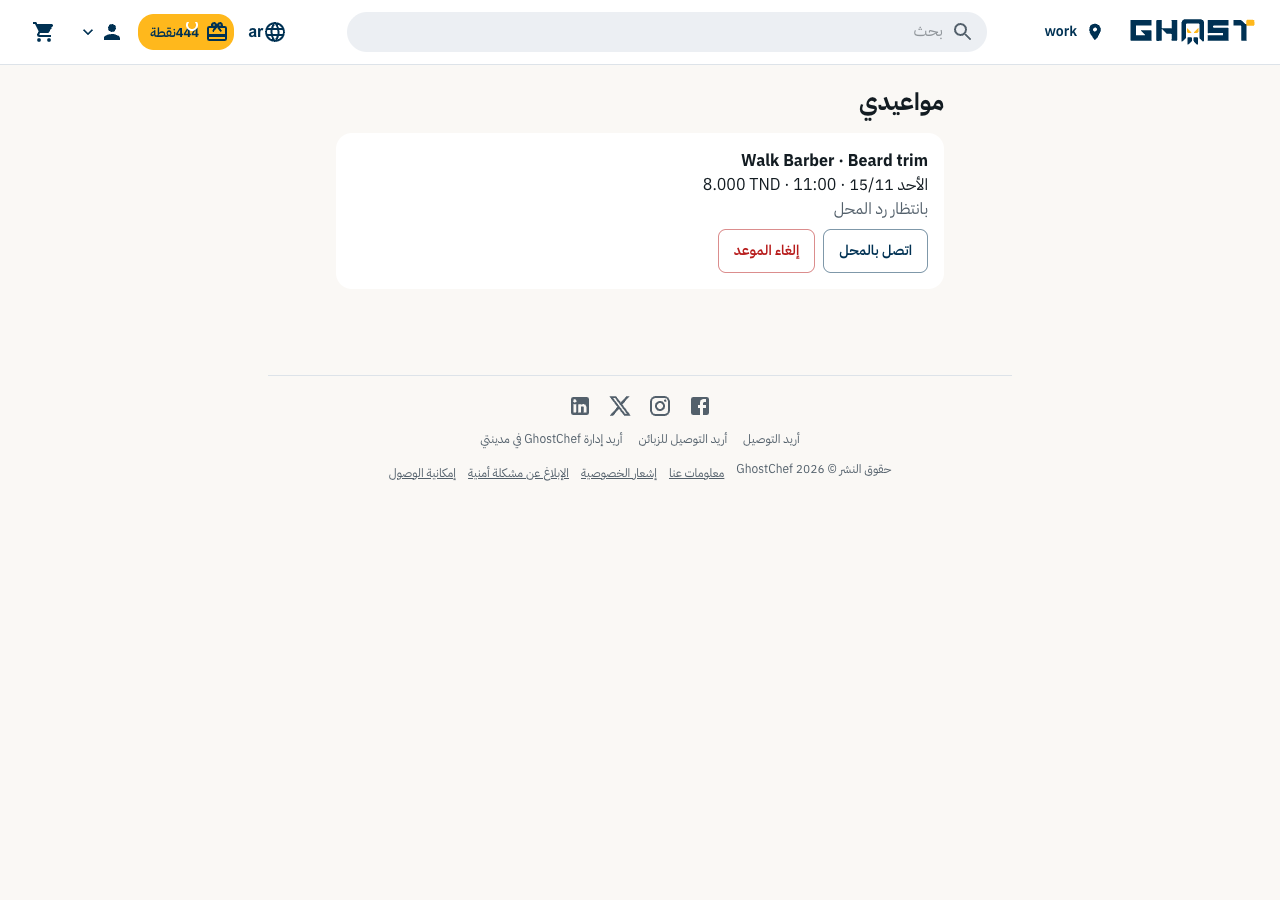 GHOST
work
بحث
ar
444نقطة
مواعيدي
Walk Barber · Beard trim
الأحد 15/11 · 11:00 · 8.000 TND
بانتظار رد المحل
اتصل بالمحل
إلغاء الموعد
أريد التوصيل
أريد التوصيل للزبائن
أريد إدارة GhostChef في مدينتي
حقوق النشر © GhostChef 2026
معلومات عنا
إشعار الخصوصية
الإبلاغ عن مشكلة أمنية
إمكانية الوصول